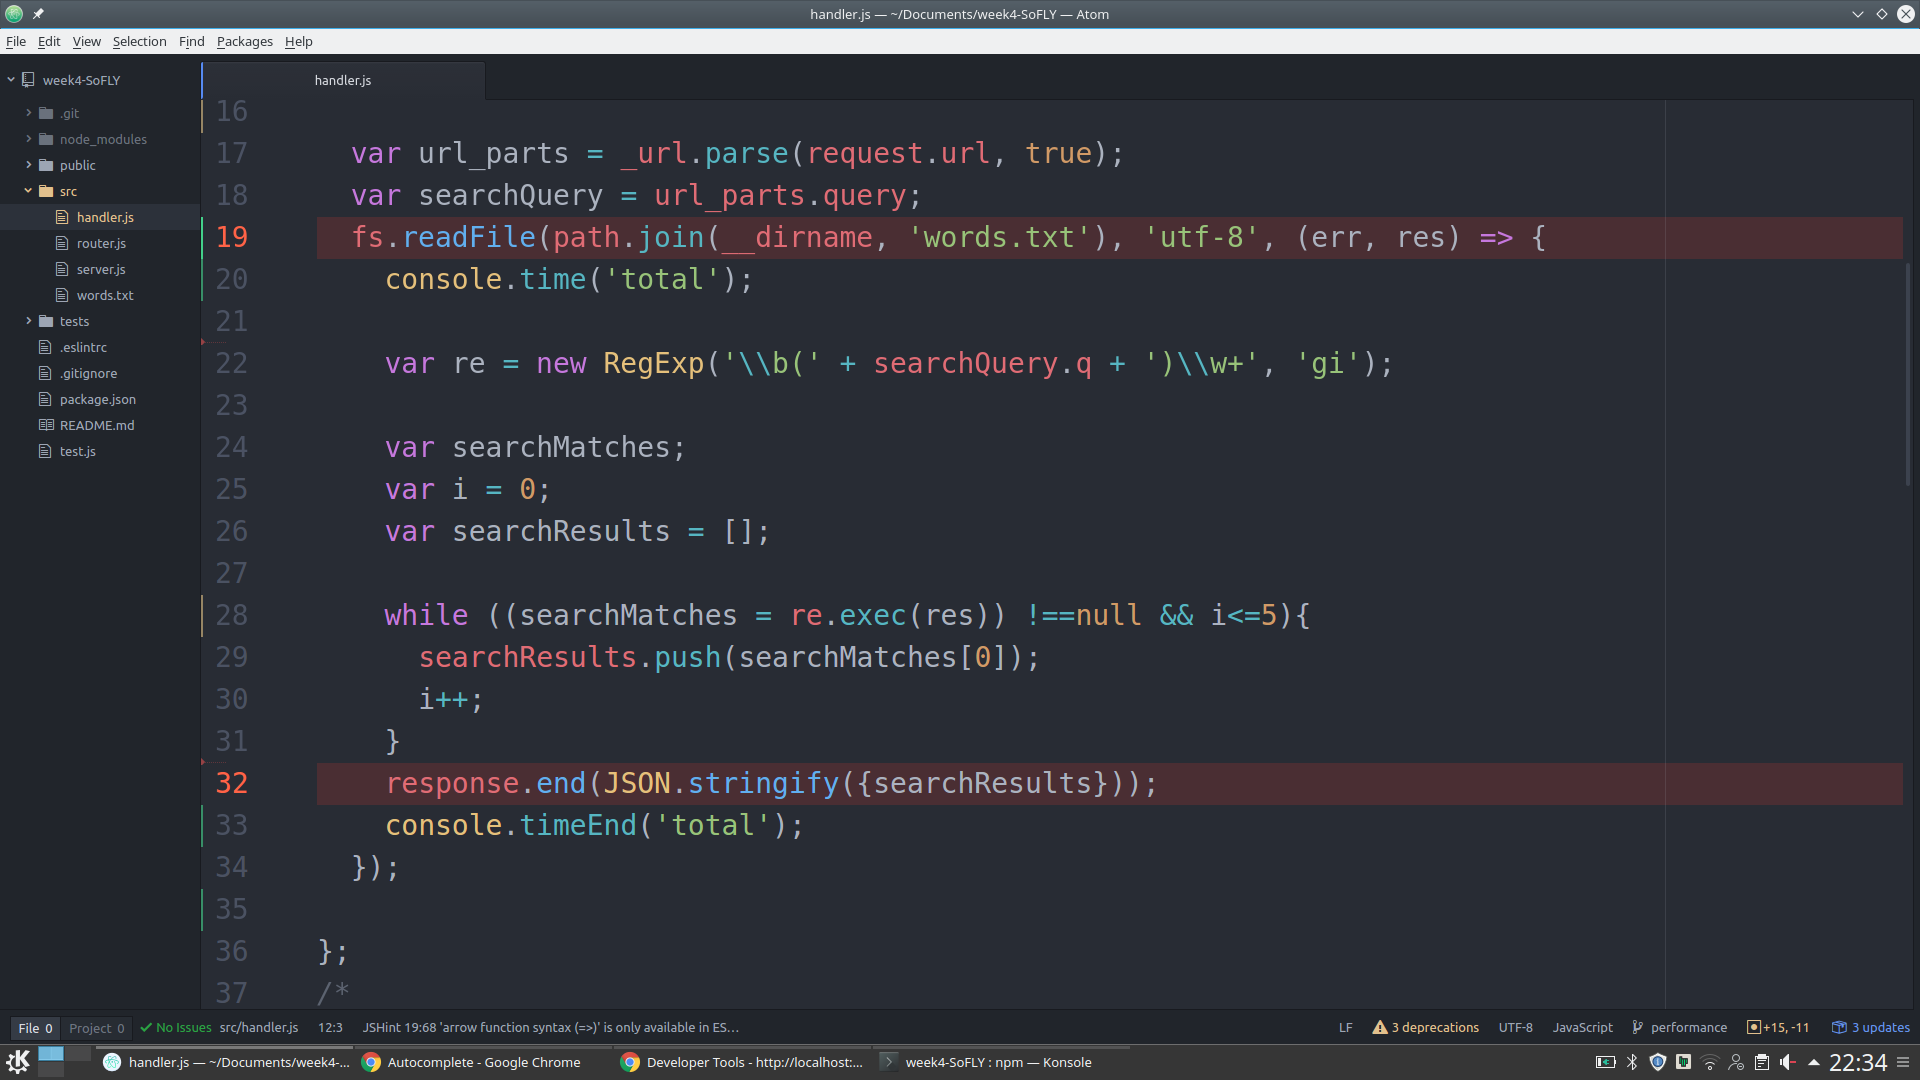 handler.js — ~/Documents/week4-SoFLY — Atom
File Edit View Selection Find Packages Help
week4-SoFLY
.git
node_modules
public
src
handler.js
router.js
server.js
words.txt
tests
.eslintrc
.gitignore
package.json
README.md
test.js
handler.js
16
17 var url_parts = _url.parse(request.url, true);
18 var searchQuery = url_parts.query;
19 fs.readFile(path.join(__dirname, 'words.txt'), 'utf-8', (err, res) => {
20 console.time('total');
21
22 var re = new RegExp('\\b(' + searchQuery.q + ')\\w+', 'gi');
23
24 var searchMatches;
25 var i = 0;
26 var searchResults = [];
27
28 while ((searchMatches = re.exec(res)) !==null && i<=5){
29 searchResults.push(searchMatches[0]);
30 i++;
31 }
32 response.end(JSON.stringify({searchResults}));
33 console.timeEnd('total');
34 });
35
36 };
37 /*
File 0 Project 0 No Issues src/handler.js 12:3 JSHint 19:68 'arrow function syntax (=>)' is only available in ES… LF 3 deprecations UTF-8 JavaScript performance +15, -11 3 updates
handler.js — ~/Documents/week4-... Autocomplete - Google Chrome Developer Tools - http://localhost:... week4-SoFLY : npm — Konsole 22:34